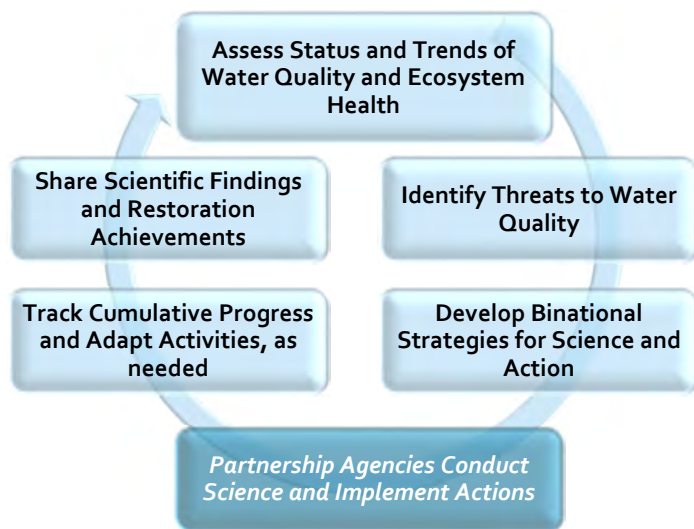 Assess Status and Trends of
Water Quality and Ecosystem
Health
Identify Threats to Water
Quality
Develop Binational
Strategies for Science and
Action
Partnership Agencies Conduct
Science and Implement Actions
Track Cumulative Progress
and Adapt Activities, as
needed
Share Scientific Findings
and Restoration
Achievements